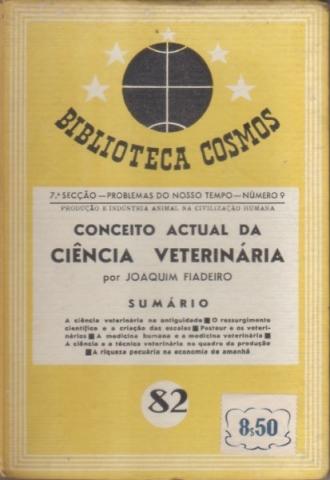 BIBLIOTECA COSMOS
7.ª SECÇÃO — PROBLEMAS DO NOSSO TEMPO — NÚMERO 9
PRODUÇÃO E INDÚSTRIA ANIMAL NA CIVILIZAÇÃO HUMANA
CONCEITO ACTUAL DA
CIÊNCIA VETERINÁRIA
por JOAQUIM FIADEIRO
SUMÁRIO
A ciência veterinária na antiguidade ■ O ressurgimento
científico e a criação das escolas ■ Pasteur e os veteri-
nários ■ A medicina humana e a medicina veterinária ■
A ciência e a técnica veterinária no quadro da produção
■ A riqueza pecuária na economia de amanhã
82
8$50